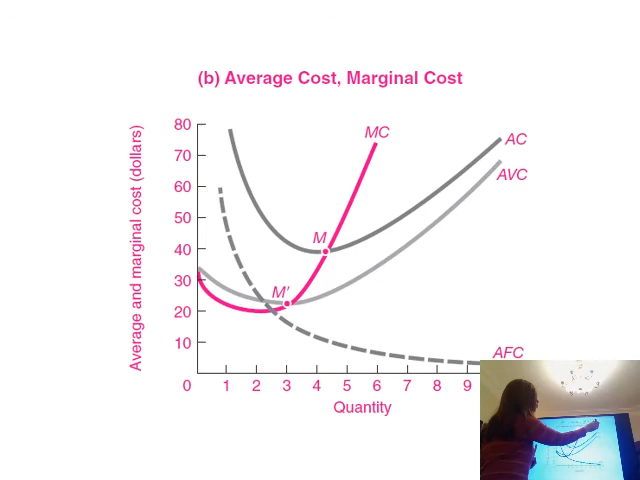 (b) Average Cost, Marginal Cost
Average and marginal cost (dollars)
80
70
60
50
40
30
20
10
0 1 2 3 4 5 6 7 8 9
Quantity
MC
AC
AVC
M
M'
AFC